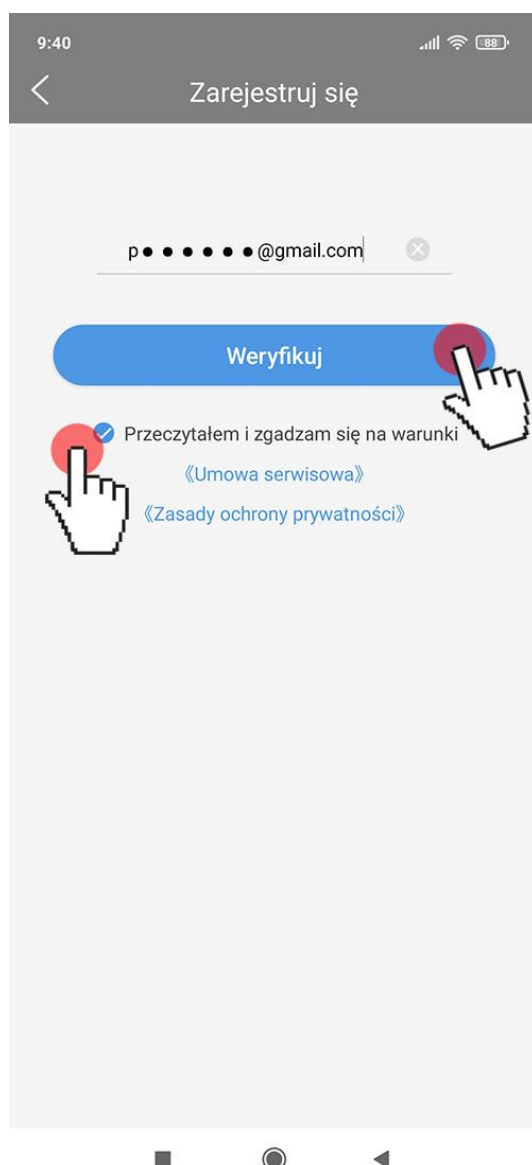 9:40
88
Zarejestruj się
p●●●●●●@gmail.com
Weryfikuj
Przeczytałem i zgadzam się na warunki
《Umowa serwisowa》
《Zasady ochrony prywatności》